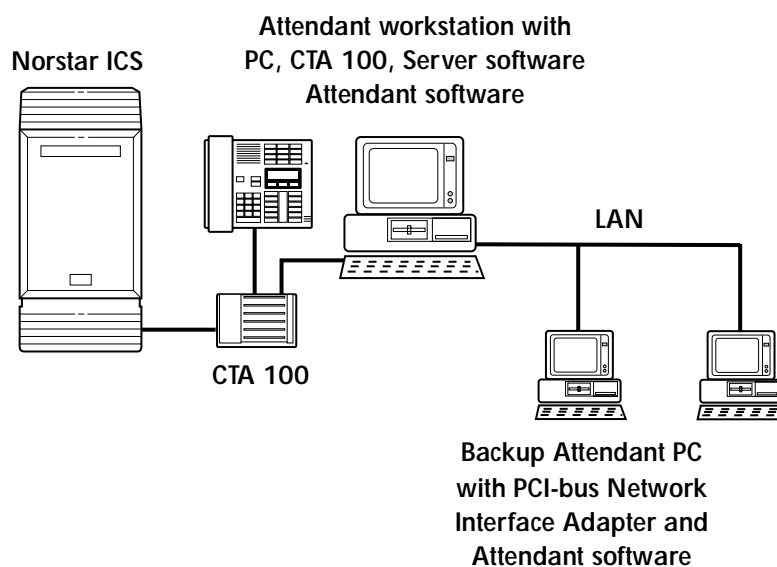 Attendant workstation with
PC, CTA 100, Server software
Attendant software
Norstar ICS
LAN
CTA 100
Backup Attendant PC
with PCI-bus Network
Interface Adapter and
Attendant software